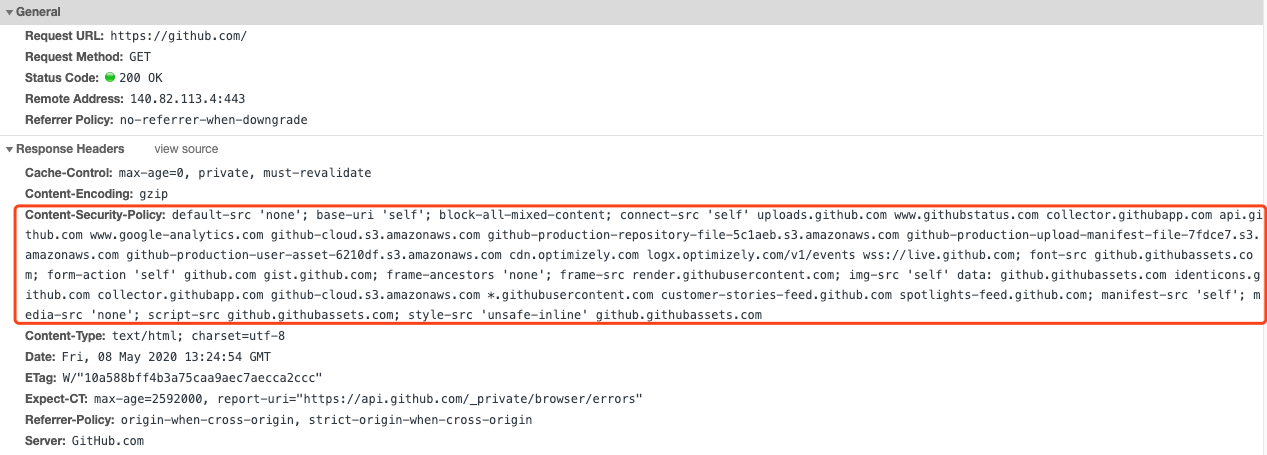 General
Request URL: https://github.com/
Request Method: GET
Status Code: 200 OK
Remote Address: 140.82.113.4:443
Referrer Policy: no-referrer-when-downgrade
Response Headers view source
Cache-Control: max-age=0, private, must-revalidate
Content-Encoding: gzip
Content-Security-Policy: default-src 'none'; base-uri 'self'; block-all-mixed-content; connect-src 'self' uploads.github.com www.githubstatus.com collector.githubapp.com api.gi
thub.com www.google-analytics.com github-cloud.s3.amazonaws.com github-production-repository-file-5c1aeb.s3.amazonaws.com github-production-upload-manifest-file-7fdce7.s3.
amazonaws.com github-production-user-asset-6210df.s3.amazonaws.com cdn.optimizely.com logx.optimizely.com/v1/events wss://live.github.com; font-src github.githubassets.co
m; form-action 'self' github.com gist.github.com; frame-ancestors 'none'; frame-src render.githubusercontent.com; img-src 'self' data: github.githubassets.com identicons.g
ithub.com collector.githubapp.com github-cloud.s3.amazonaws.com *.githubusercontent.com customer-stories-feed.github.com spotlights-feed.github.com; manifest-src 'self'; m
edia-src 'none'; script-src github.githubassets.com; style-src 'unsafe-inline' github.githubassets.com
Content-Type: text/html; charset=utf-8
Date: Fri, 08 May 2020 13:24:54 GMT
ETag: W/"10a588bff4b3a75caa9aec7aecca2ccc"
Expect-CT: max-age=2592000, report-uri="https://api.github.com/_private/browser/errors"
Referrer-Policy: origin-when-cross-origin, strict-origin-when-cross-origin
Server: GitHub.com